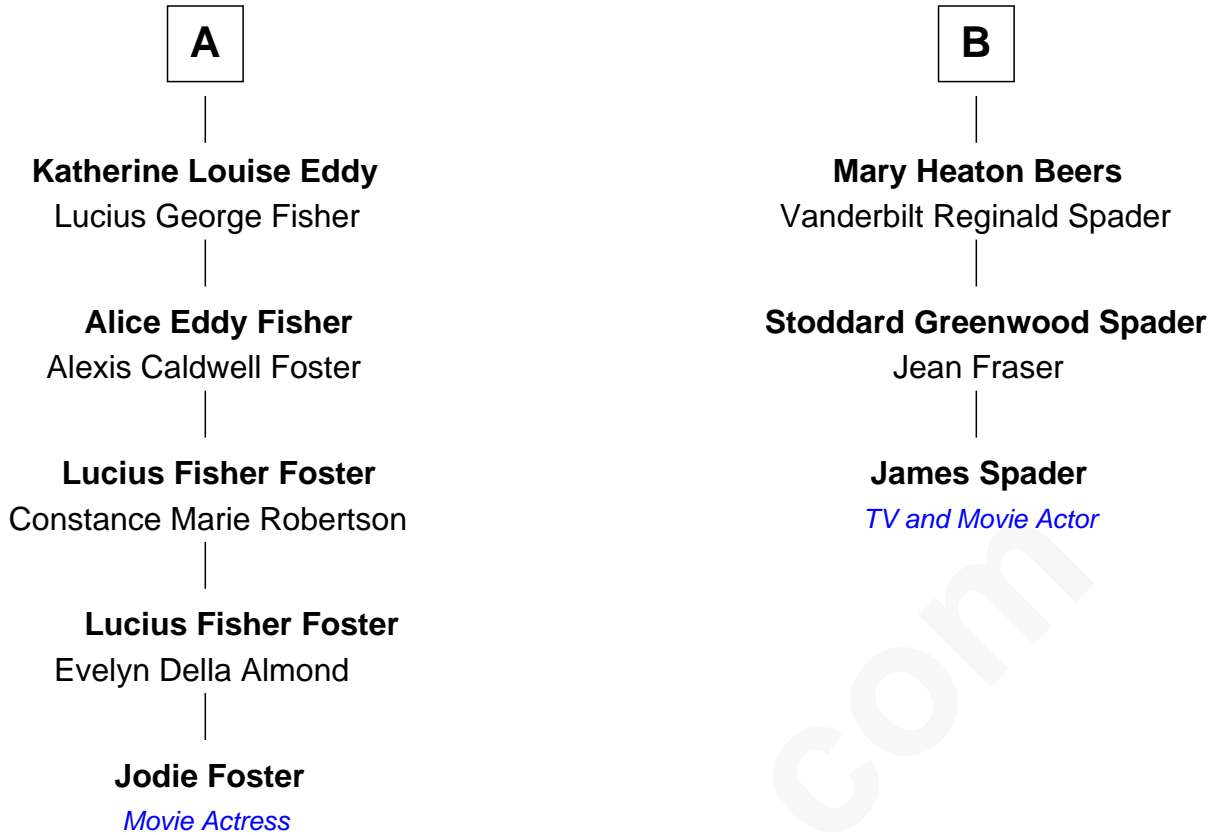 A
Katherine Louise Eddy
Lucius George Fisher
Alice Eddy Fisher
Alexis Caldwell Foster
Lucius Fisher Foster
Constance Marie Robertson
Lucius Fisher Foster
Evelyn Della Almond
Jodie Foster
Movie Actress
B
Mary Heaton Beers
Vanderbilt Reginald Spader
Stoddard Greenwood Spader
Jean Fraser
James Spader
TV and Movie Actor
com